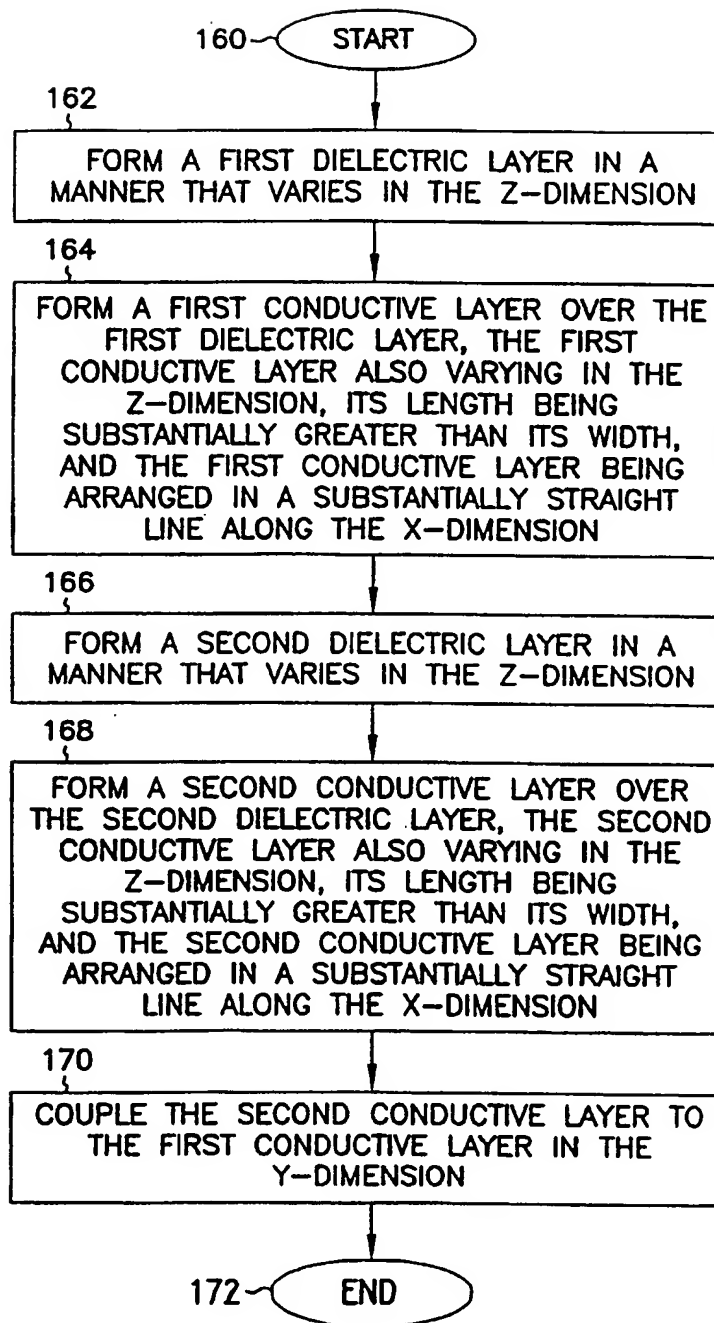 160
START
162
FORM A FIRST DIELECTRIC LAYER IN A
MANNER THAT VARIES IN THE Z-DIMENSION
164
FORM A FIRST CONDUCTIVE LAYER OVER THE
FIRST DIELECTRIC LAYER, THE FIRST
CONDUCTIVE LAYER ALSO VARYING IN THE
Z-DIMENSION, ITS LENGTH BEING
SUBSTANTIALLY GREATER THAN ITS WIDTH,
AND THE FIRST CONDUCTIVE LAYER BEING
ARRANGED IN A SUBSTANTIALLY STRAIGHT
LINE ALONG THE X-DIMENSION
166
FORM A SECOND DIELECTRIC LAYER IN A
MANNER THAT VARIES IN THE Z-DIMENSION
168
FORM A SECOND CONDUCTIVE LAYER OVER
THE SECOND DIELECTRIC LAYER, THE SECOND
CONDUCTIVE LAYER ALSO VARYING IN THE
Z-DIMENSION, ITS LENGTH BEING
SUBSTANTIALLY GREATER THAN ITS WIDTH,
AND THE SECOND CONDUCTIVE LAYER BEING
ARRANGED IN A SUBSTANTIALLY STRAIGHT
LINE ALONG THE X-DIMENSION
170
COUPLE THE SECOND CONDUCTIVE LAYER TO
THE FIRST CONDUCTIVE LAYER IN THE
Y-DIMENSION
172
END